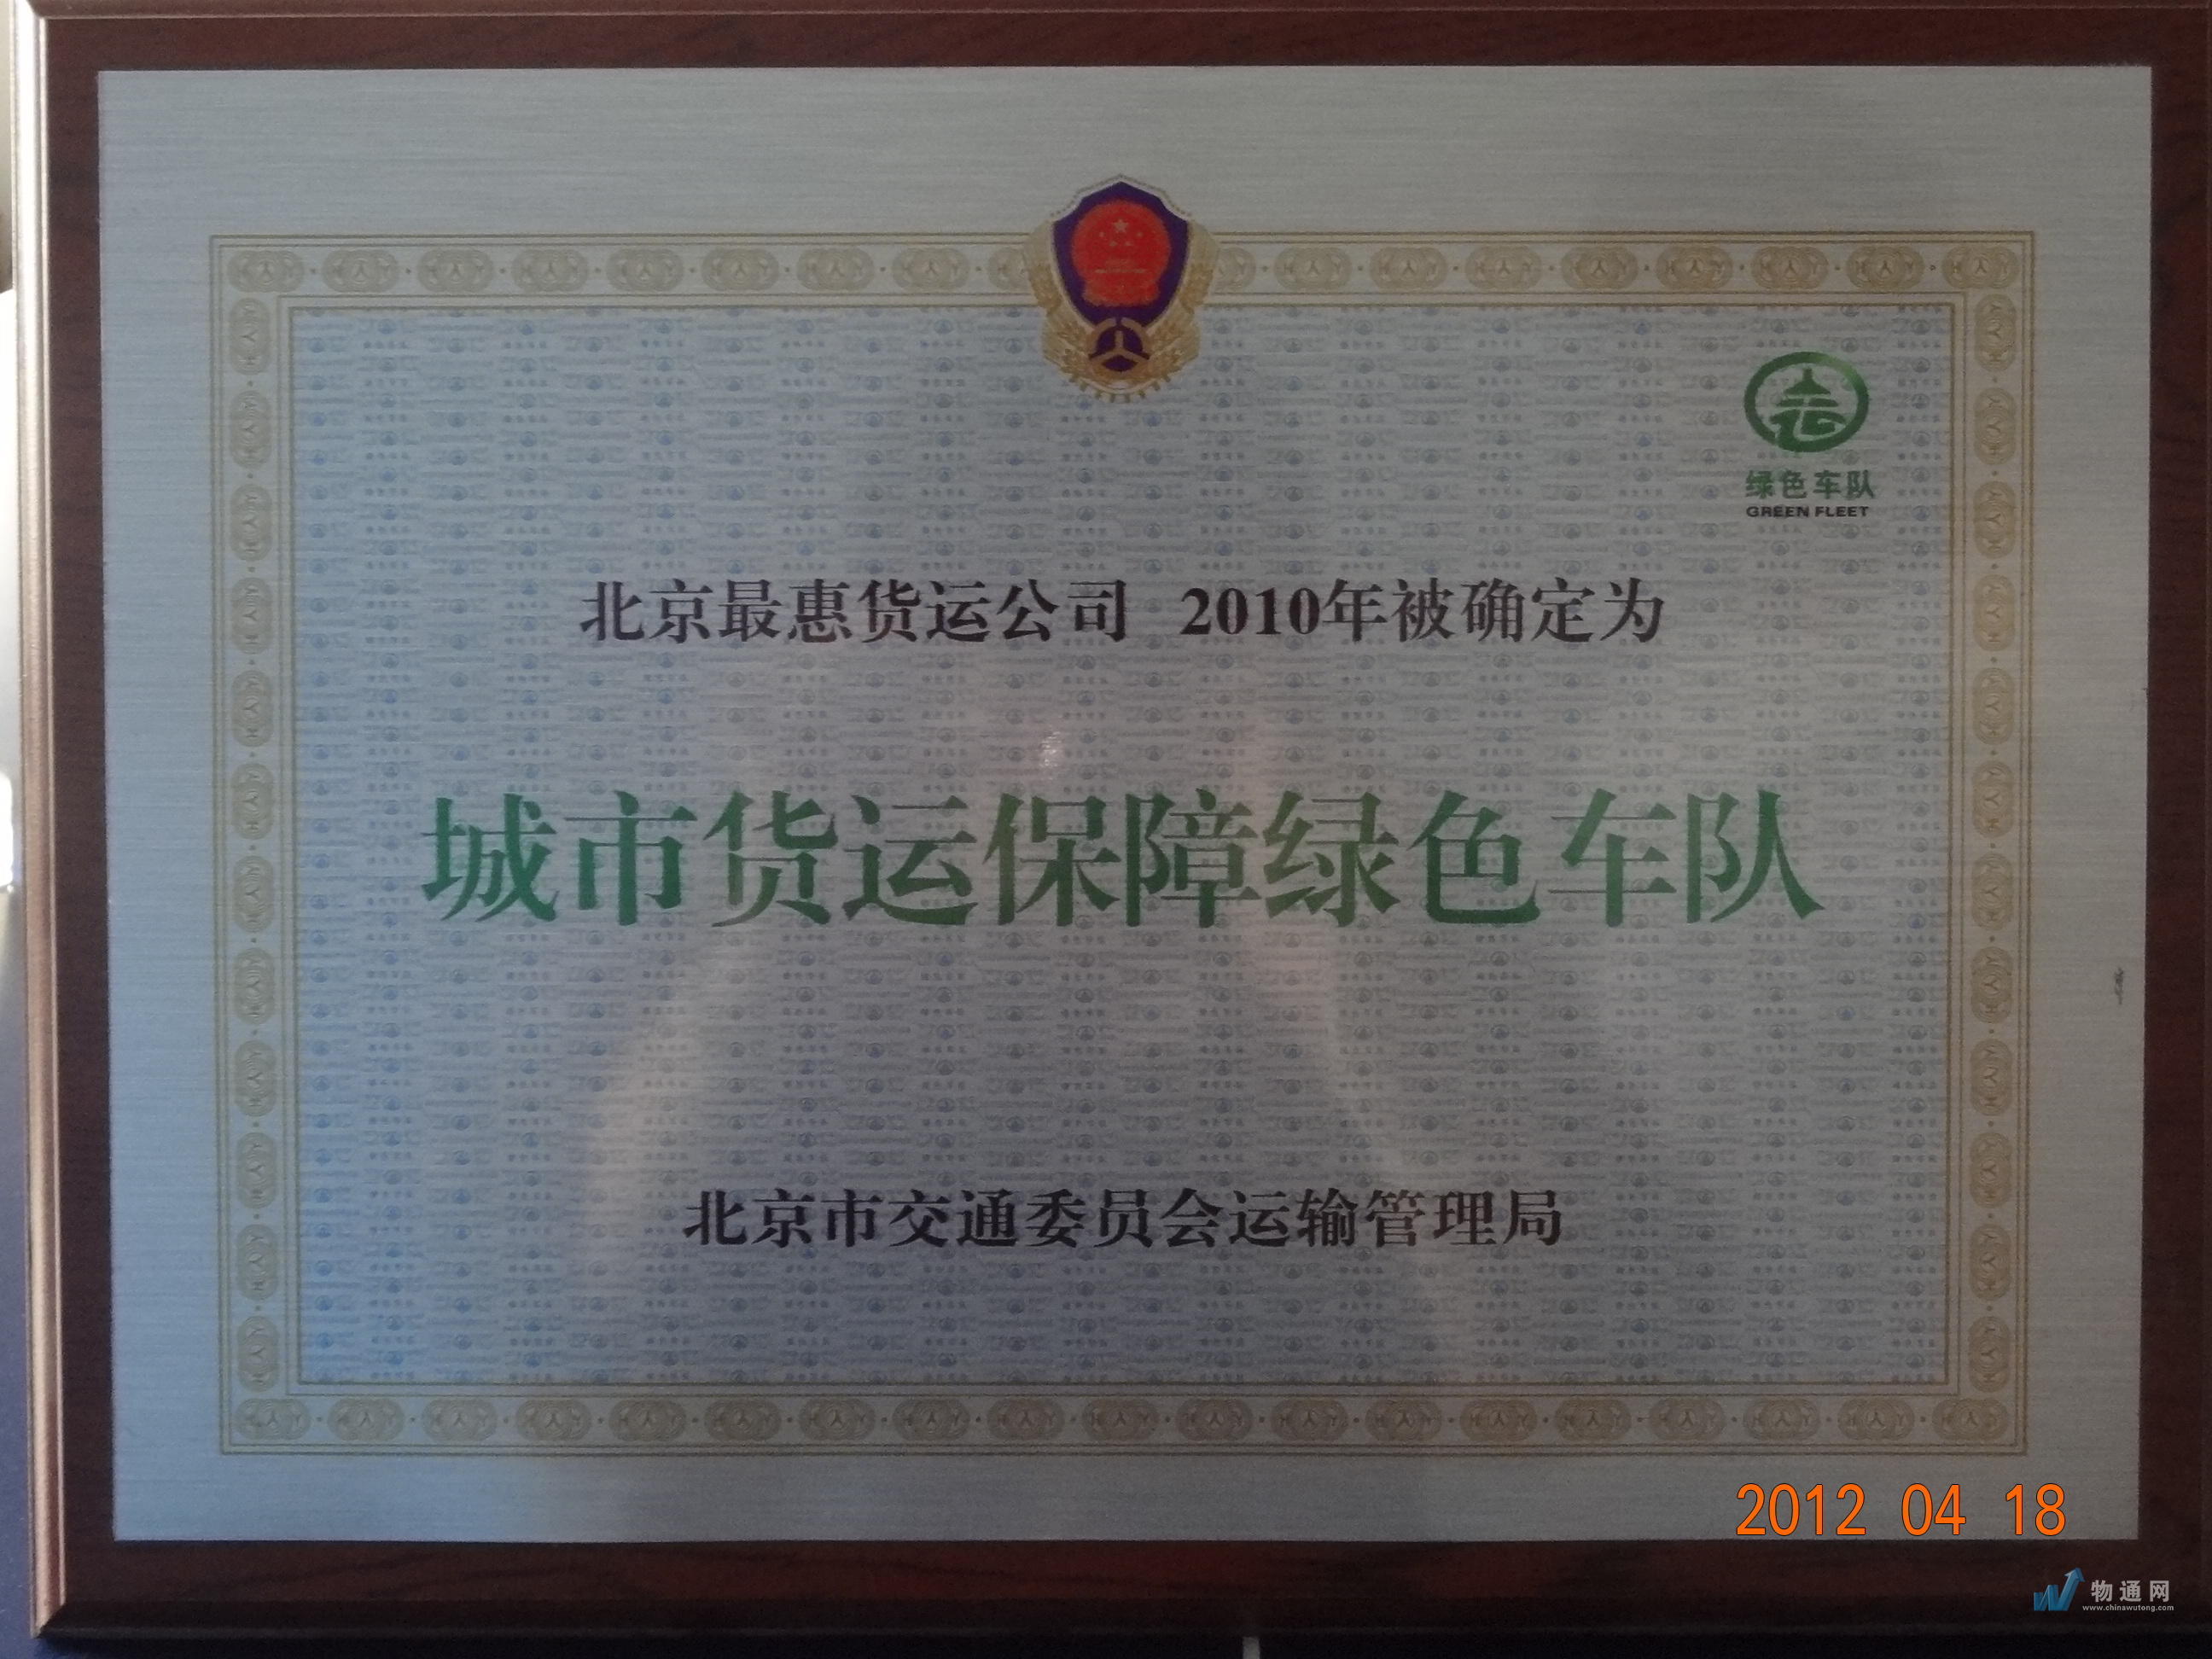 绿色车队
GREEN FLEET
北京最惠货运公司 2010年被确定为
城市货运保障绿色车队
北京市交通委员会运输管理局
2012 04 18
物通网
www.chinawutong.com